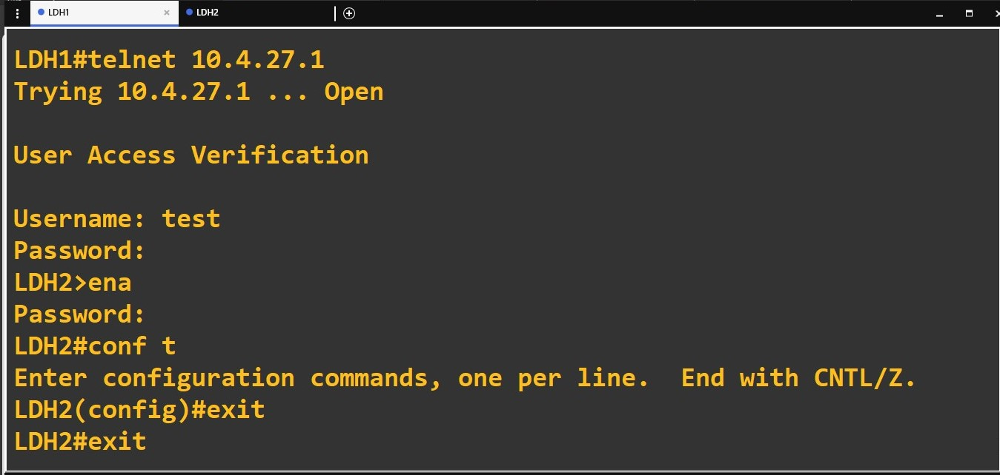 LDH1
LDH2
LDH1#telnet 10.4.27.1
Trying 10.4.27.1 ... Open
User Access Verification
Username: test
Password:
LDH2>ena
Password:
LDH2#conf t
Enter configuration commands, one per line.  End with CNTL/Z.
LDH2(config)#exit
LDH2#exit